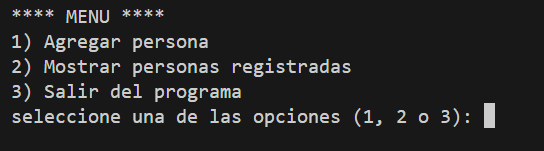 **** MENU ****
1) Agregar persona
2) Mostrar personas registradas
3) Salir del programa
seleccione una de las opciones (1, 2 o 3):